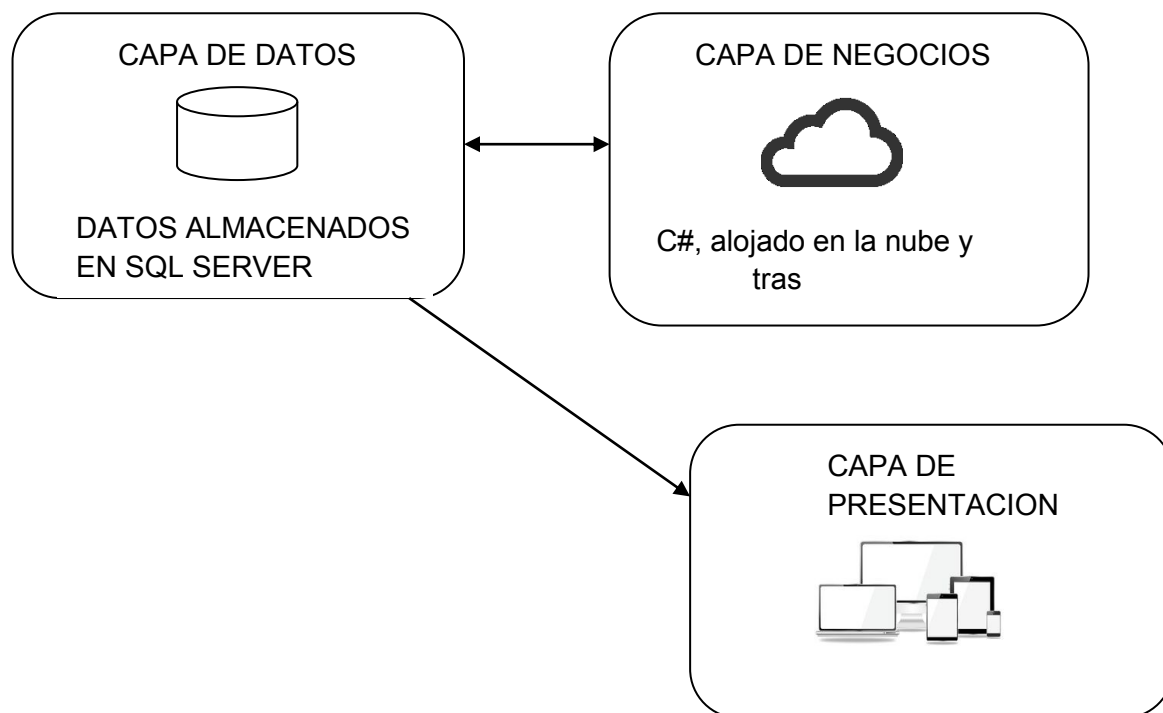 CAPA DE DATOS
DATOS ALMACENADOS
EN SQL SERVER
CAPA DE NEGOCIOS
C#, alojado en la nube y
tras
CAPA DE
PRESENTACION